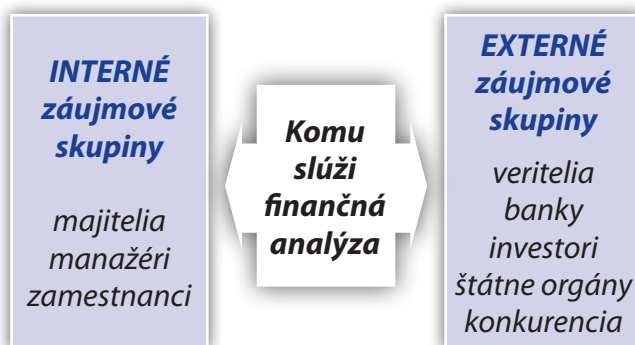 INTERNÉ
záujmové
skupiny
majitelia
manažéri
zamestnanci
Komu
slúži
finančná
analýza
EXTERNÉ
záujmové
skupiny
veritelia
banky
investori
štátne orgány
konkurencia